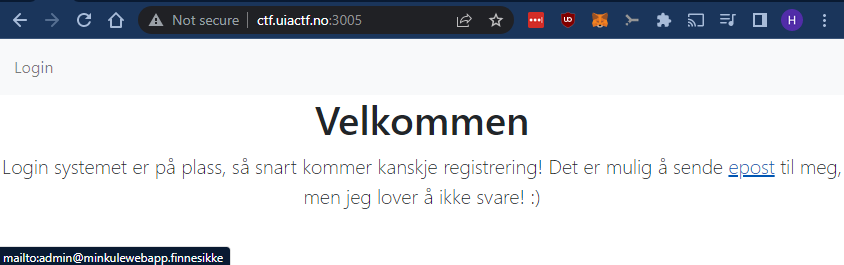 Not secure | ctf.uiactf.no:3005
H
Login
Velkommen
Login systemet er på plass, så snart kommer kanskje registrering! Det er mulig å sende epost til meg,
men jeg lover å ikke svare! :)
mailto:admin@minkulewebapp.finnesikke